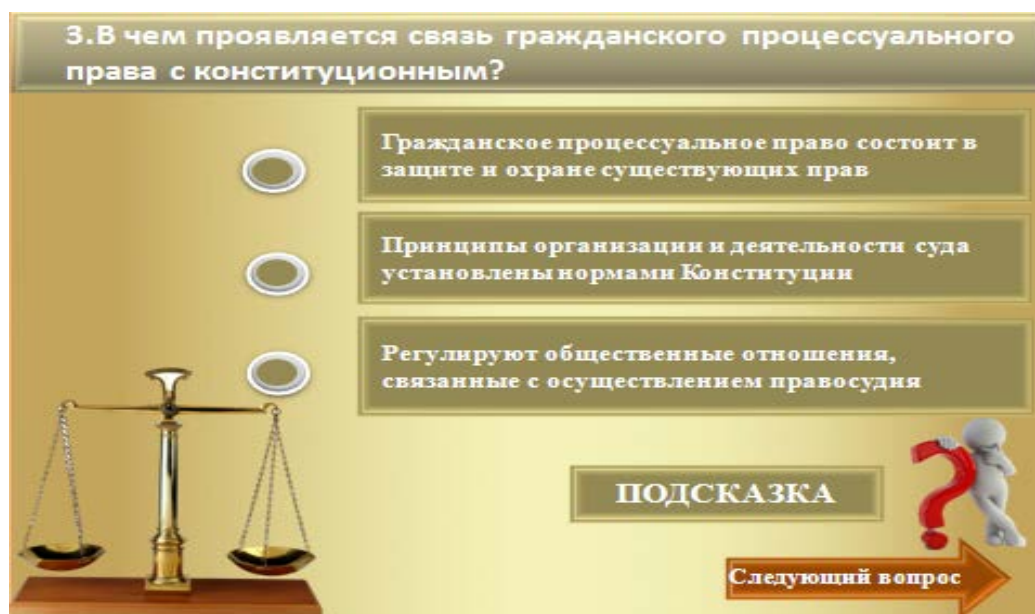 3.В чем проявляется связь гражданского процессуального
права с конституционным?
Гражданское процессуальное право состоит в
защите и охране существующих прав
Принципы организации и деятельности суда
установлены нормами Конституции
Регулируют общественные отношения,
связанные с осуществлением правосудия
ПОДСКАЗКА
Следующий вопрос